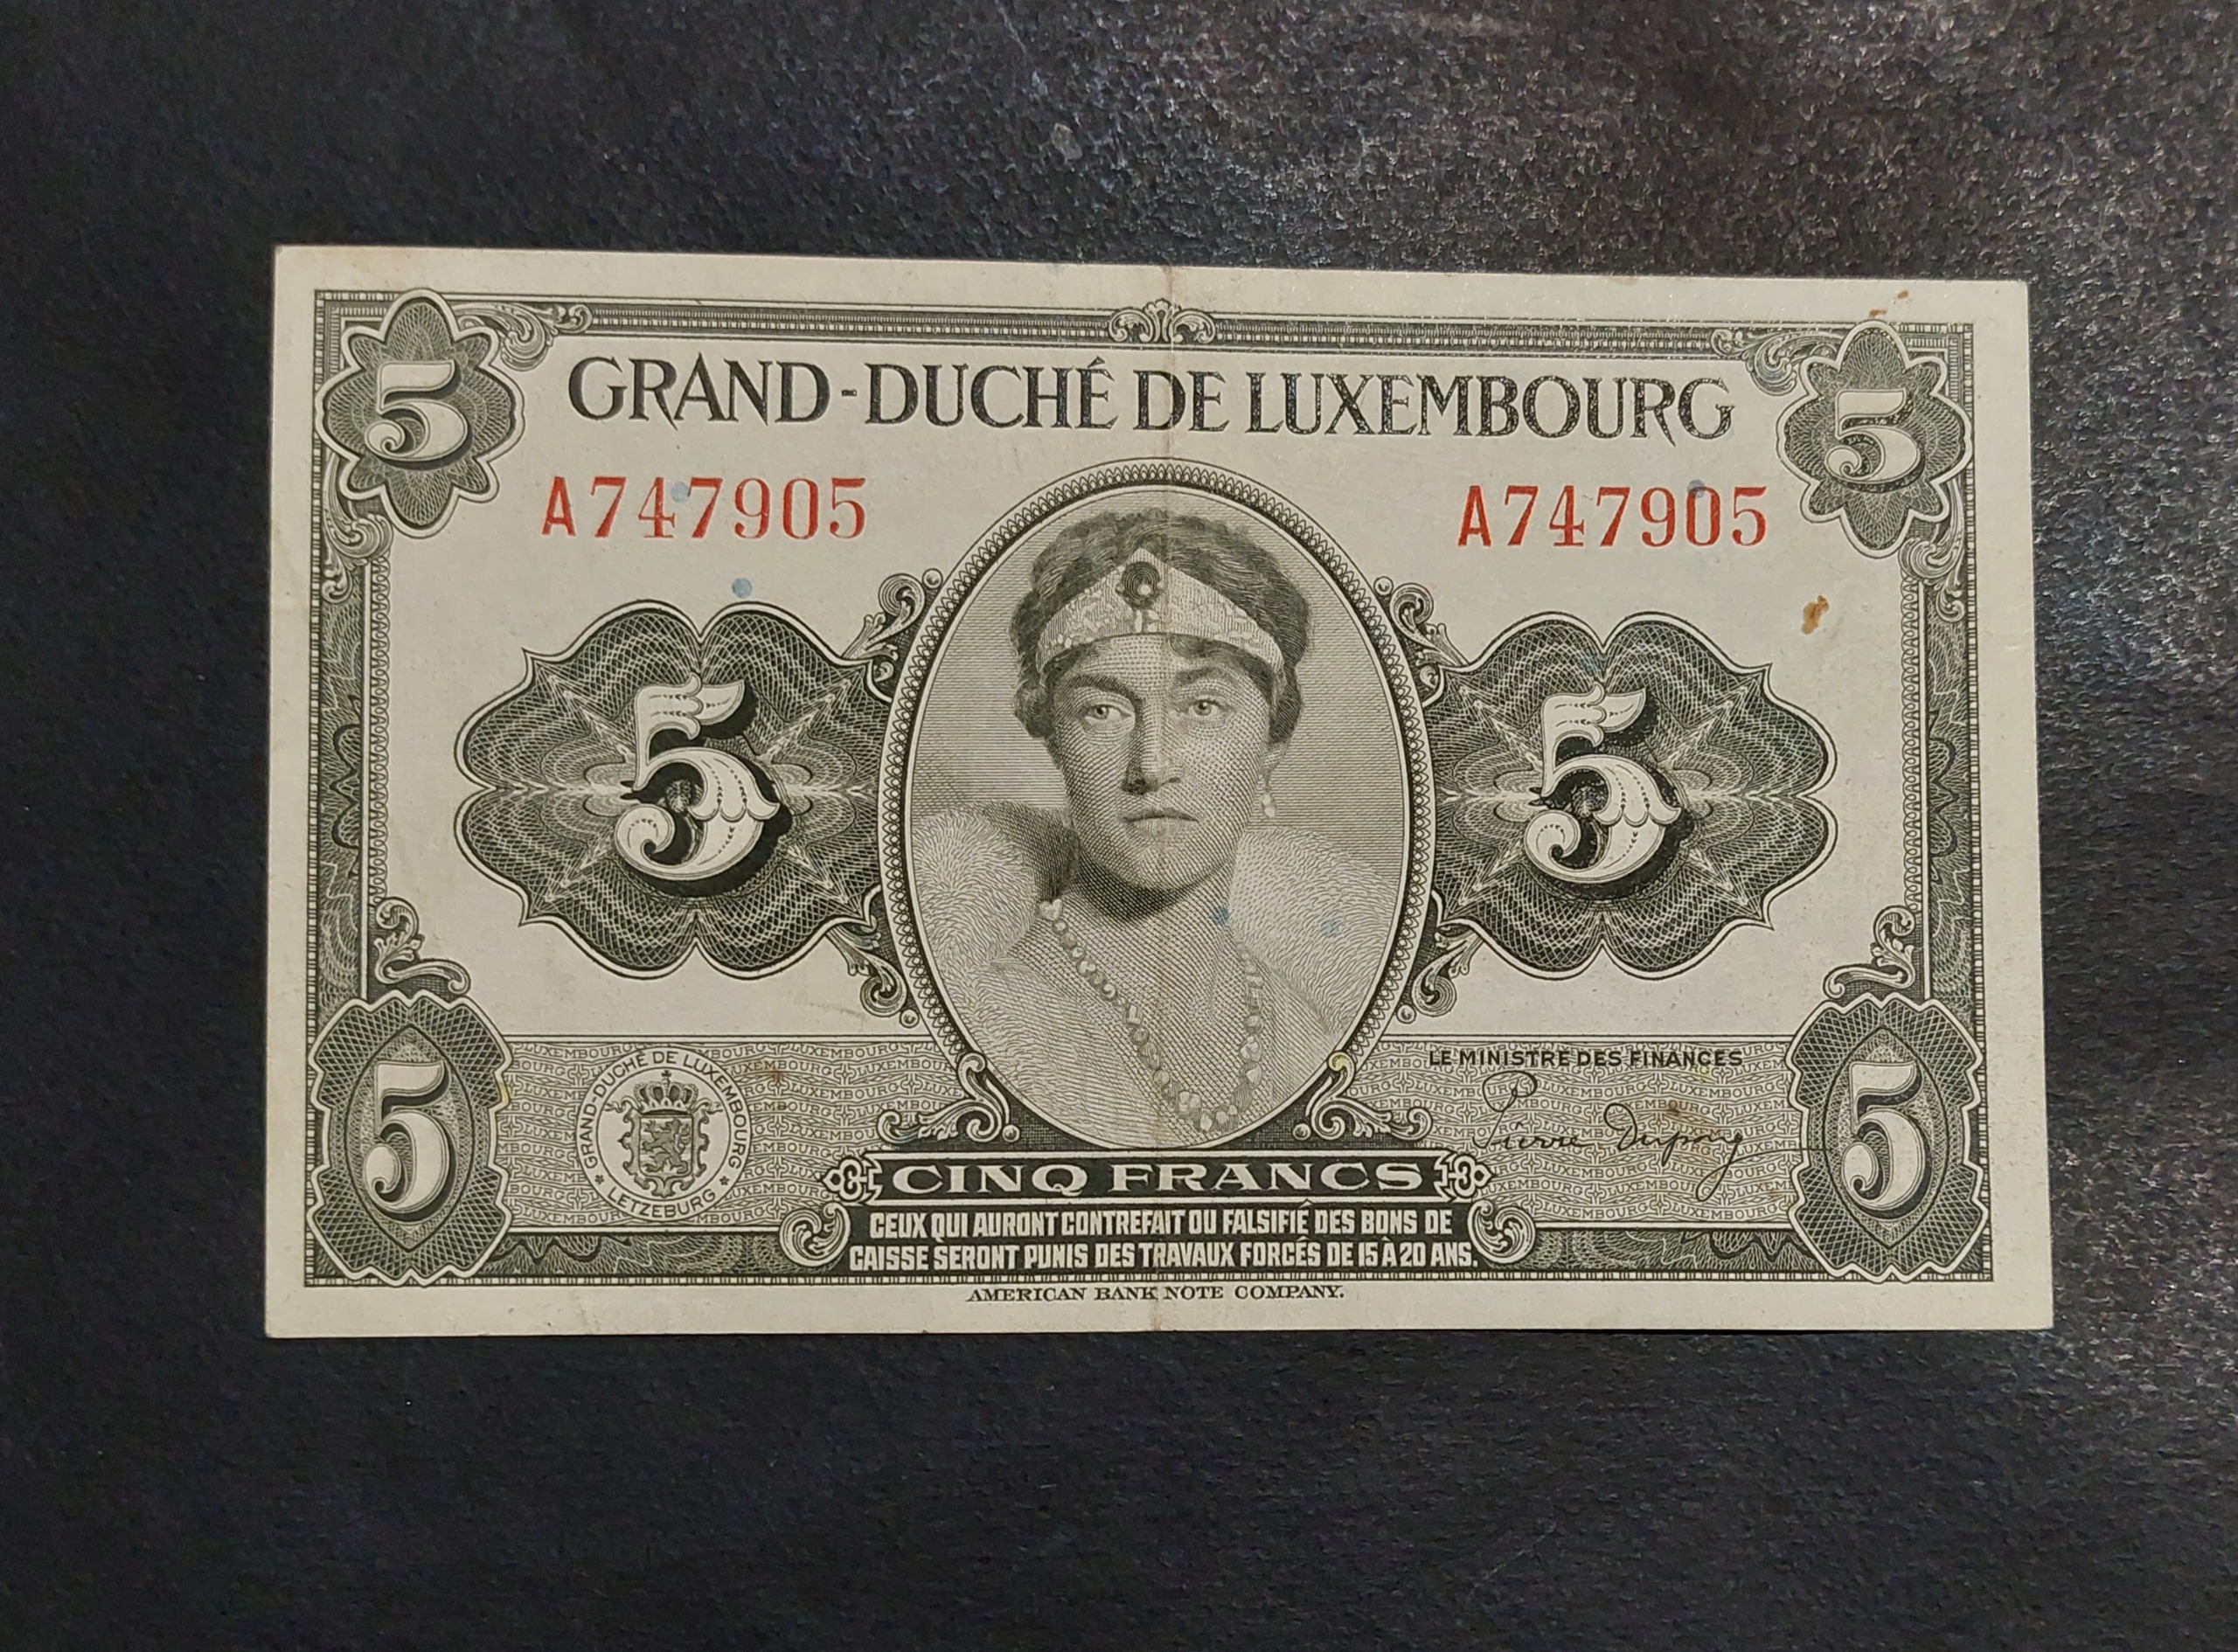 5 5
GRAND-DUCHÉ DE LUXEMBOURG
A747905 A747905
5 5
LE MINISTRE DES FINANCES
Pierre Dupong
GRAND-DUCHÉ DE LUXEMBOURG
* LETZEBURG *
5 5
CINQ FRANCS
CEUX QUI AURONT CONTREFAIT OU FALSIFIÉ DES BONS DE
CAISSE SERONT PUNIS DES TRAVAUX FORCÉS DE 15 À 20 ANS.
AMERICAN BANK NOTE COMPANY.